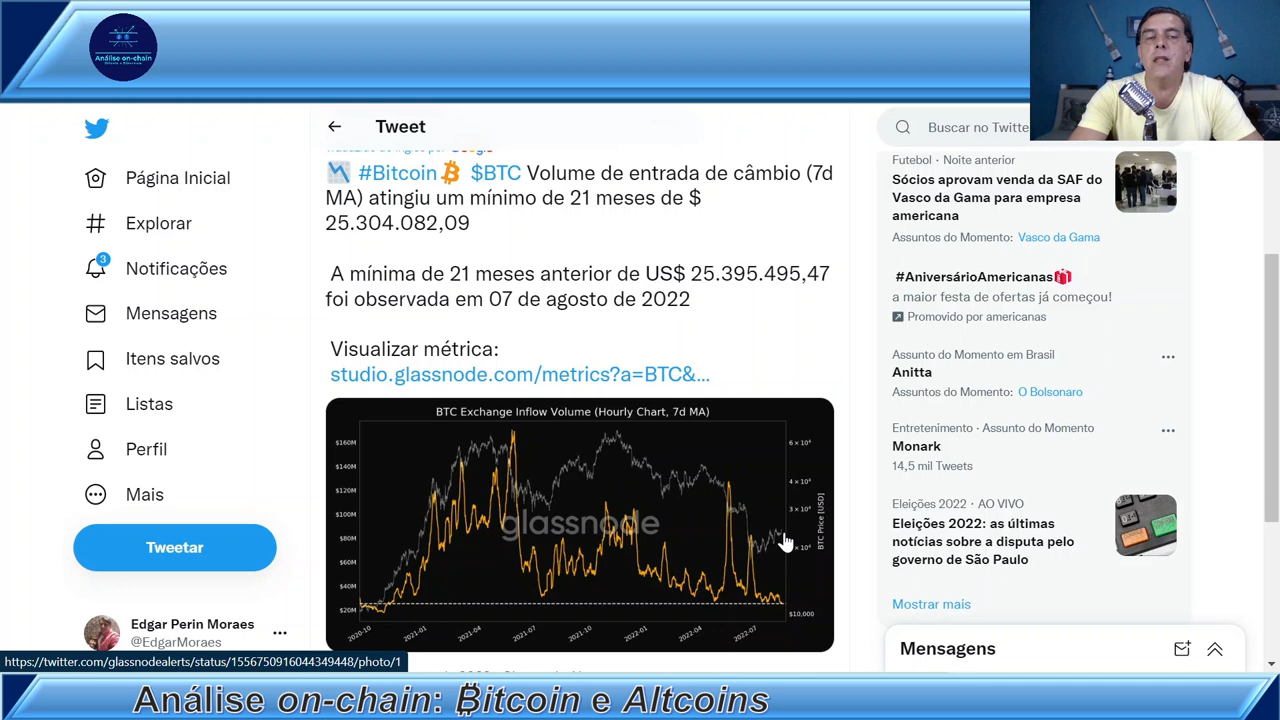 Análise on-chain
Tweet
Buscar no Twitte
Página Inicial
Explorar
3
Notificações
Mensagens
Itens salvos
Listas
Perfil
Mais
Tweetar
Edgar Perin Moraes
@EdgarMoraes
#Bitcoin $BTC Volume de entrada de câmbio (7d
MA) atingiu um mínimo de 21 meses de $
25.304.082,09
A mínima de 21 meses anterior de US$ 25.395.495,47
foi observada em 07 de agosto de 2022
Visualizar métrica:
studio.glassnode.com/metrics?a=BTC&...
BTC Exchange Inflow Volume (Hourly Chart, 7d MA)
$160M
$140M
$120M
$100M
$80M
$60M
$40M
$20M
glassnode
6 × 10⁴
4 × 10⁴
3 × 10⁴
$10,000
BTC Price [USD]
2020-10
2021-01
2021-04
2021-07
2021-10
2022-01
2022-04
2022-07
Futebol · Noite anterior
Sócios aprovam venda da SAF do
Vasco da Gama para empresa
americana
Assuntos do Momento: Vasco da Gama
#AniversárioAmericanas
a maior festa de ofertas já começou!
Promovido por americanas
Assunto do Momento em Brasil
Anitta
Assuntos do Momento: O Bolsonaro
Entretenimento · Assunto do Momento
Monark
14,5 mil Tweets
Eleições 2022 · AO VIVO
Eleições 2022: as últimas
notícias sobre a disputa pelo
governo de São Paulo
Mostrar mais
Mensagens
https://twitter.com/glassnodealerts/status/1556750916044349448/photo/1
Análise on-chain: ₿itcoin e Altcoins